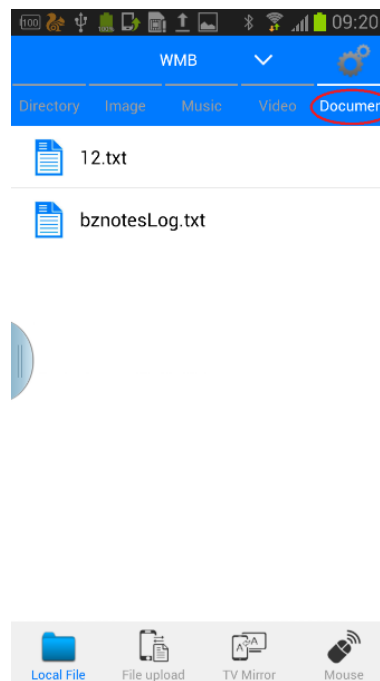 100 09:20
WMB
Directory Image Music Video Documen
12.txt
bznotesLog.txt
A A
Local File File upload TV Mirror Mouse